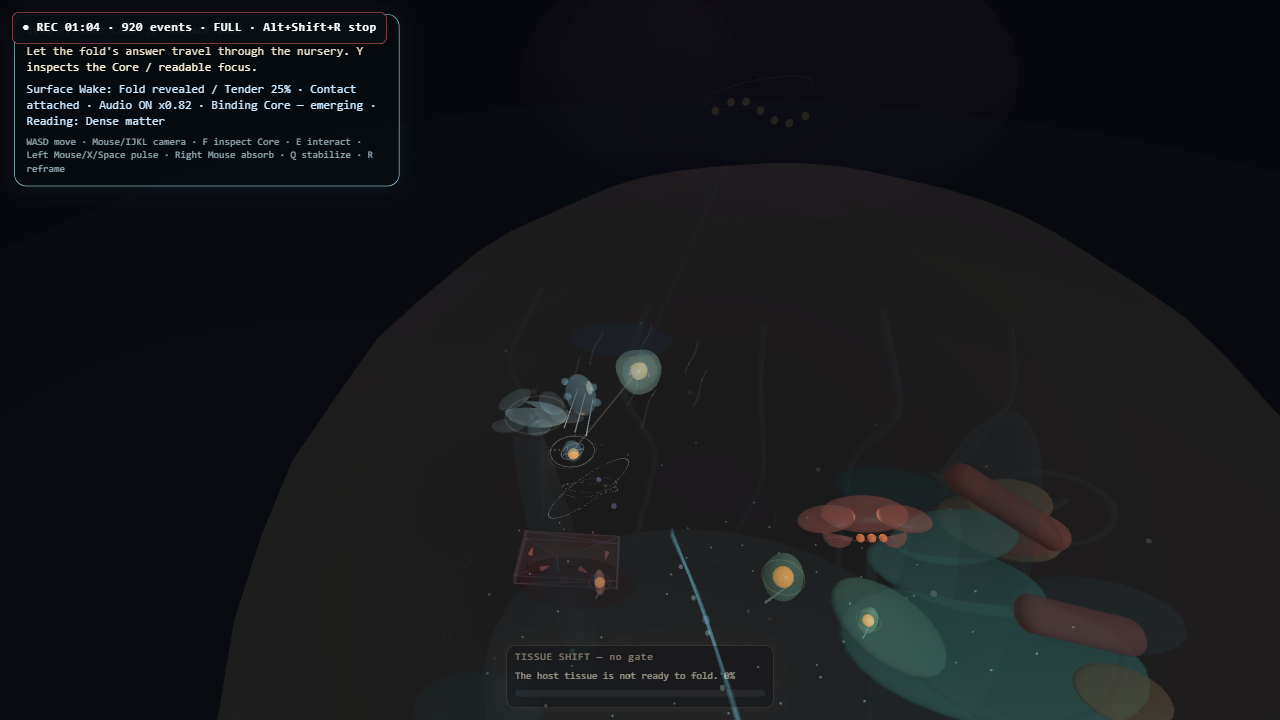 ● REC 01:04 · 920 events · FULL · Alt+Shift+R stop
Let the fold's answer travel through the nursery. Y
inspects the Core / readable focus.
Surface Wake: Fold revealed / Tender 25% · Contact
attached · Audio ON x0.82 · Binding Core — emerging ·
Reading: Dense matter
WASD move · Mouse/IJKL camera · F inspect Core · E interact ·
Left Mouse/X/Space pulse · Right Mouse absorb · Q stabilize · R
reframe
TISSUE SHIFT — no gate
The host tissue is not ready to fold. 0%